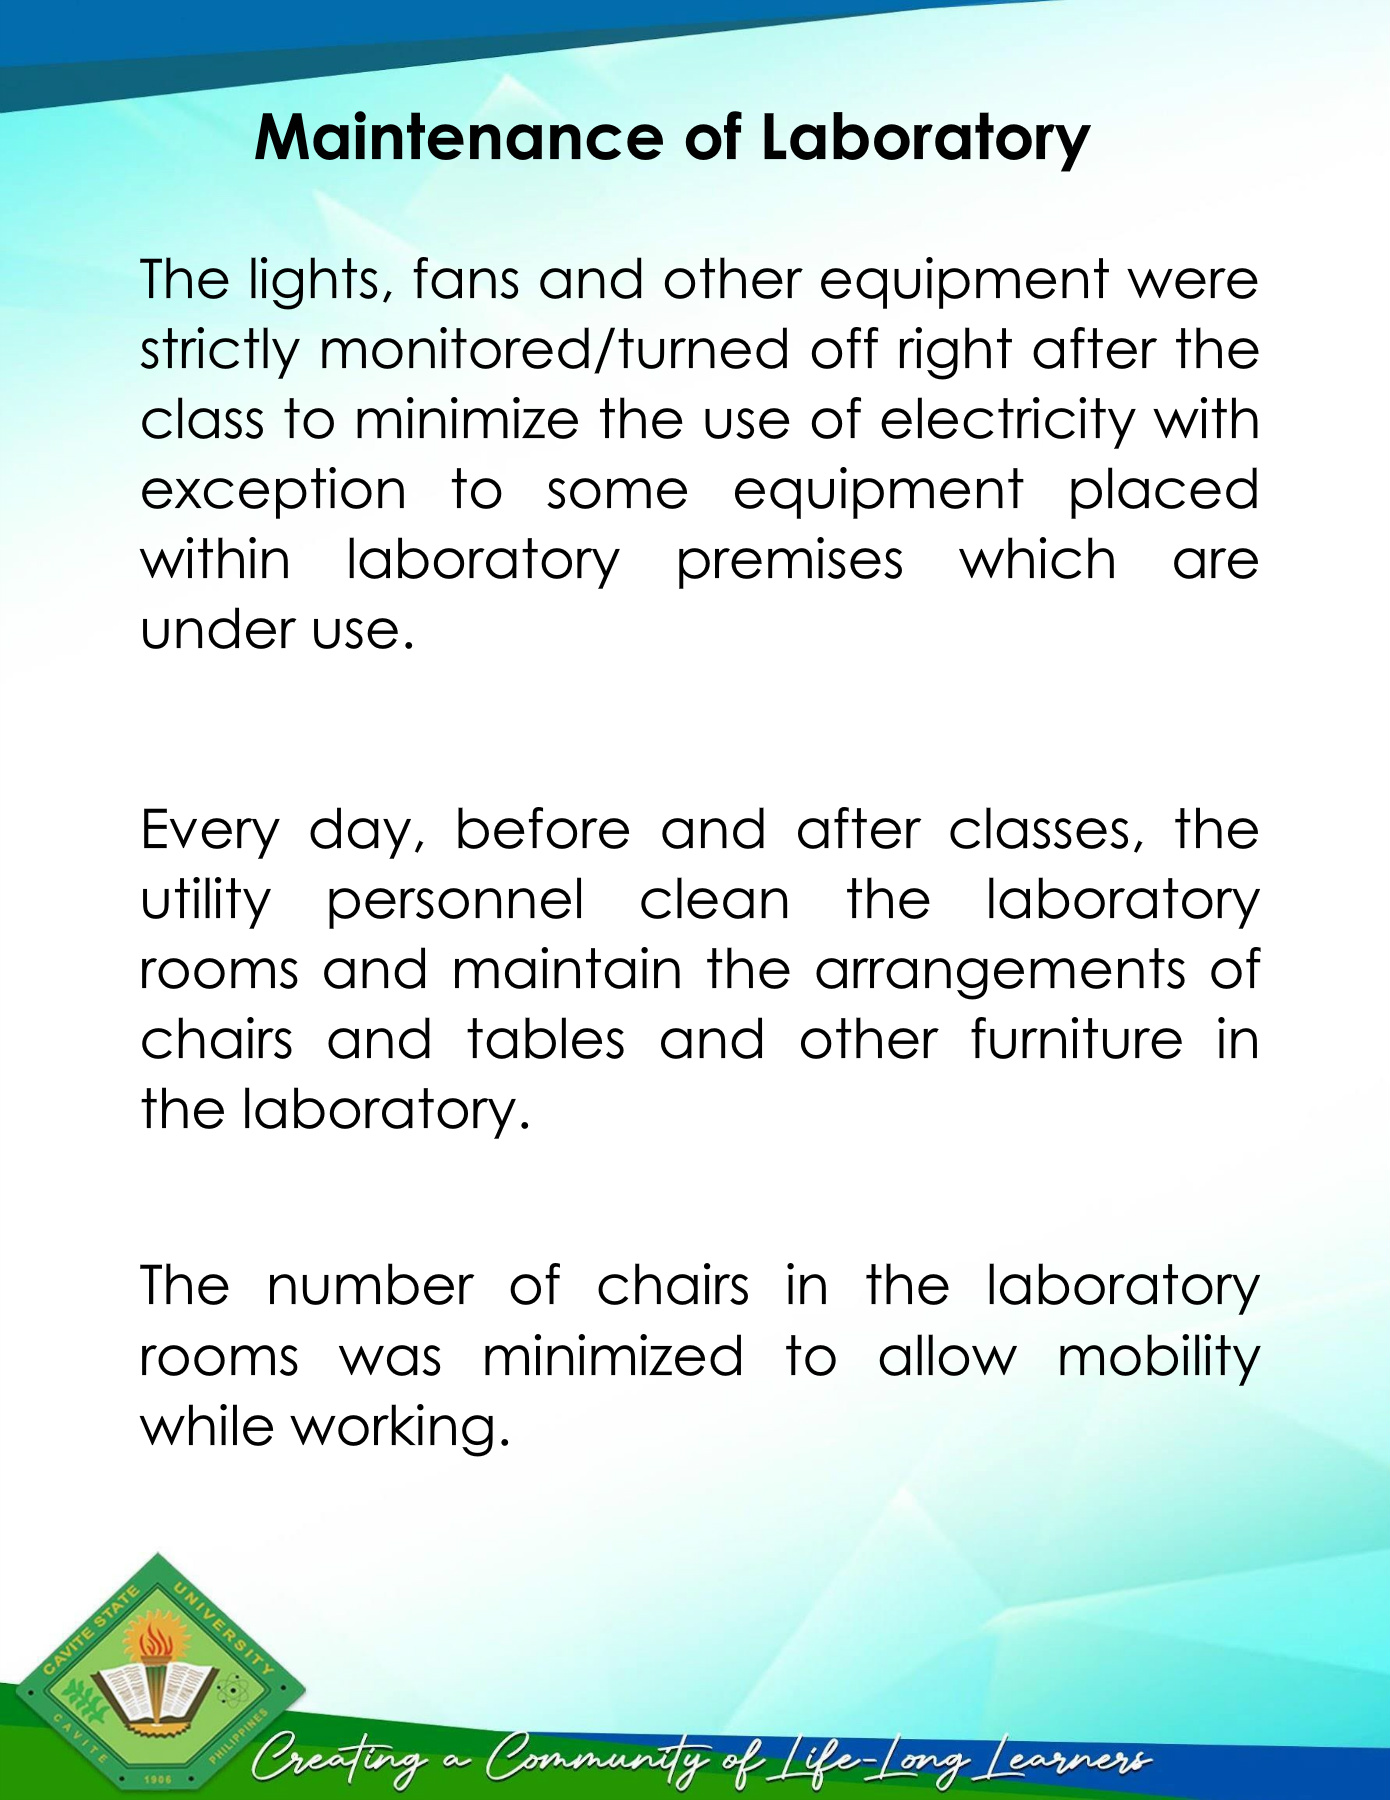 Maintenance of Laboratory
The lights, fans and other equipment were
strictly monitored/turned off right after the
class to minimize the use of electricity with
exception to some equipment placed
within laboratory premises which are
under use.
Every day, before and after classes, the
utility personnel clean the laboratory
rooms and maintain the arrangements of
chairs and tables and other furniture in
the laboratory.
The number of chairs in the laboratory
rooms was minimized to allow mobility
while working.
CAVITE STATE UNIVERSITY
CAVITE PHILIPPINES
1906
Creating a Community of Life-Long Learners